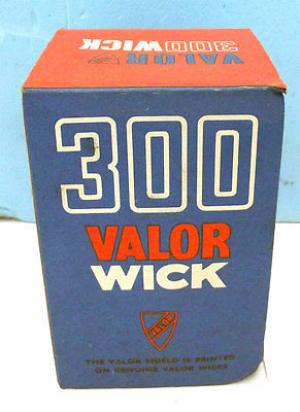 VALOR
300 WICK
300
VALOR
WICK
VALOR
THE VALOR SHIELD IS PRINTED
ON GENUINE VALOR WICKS